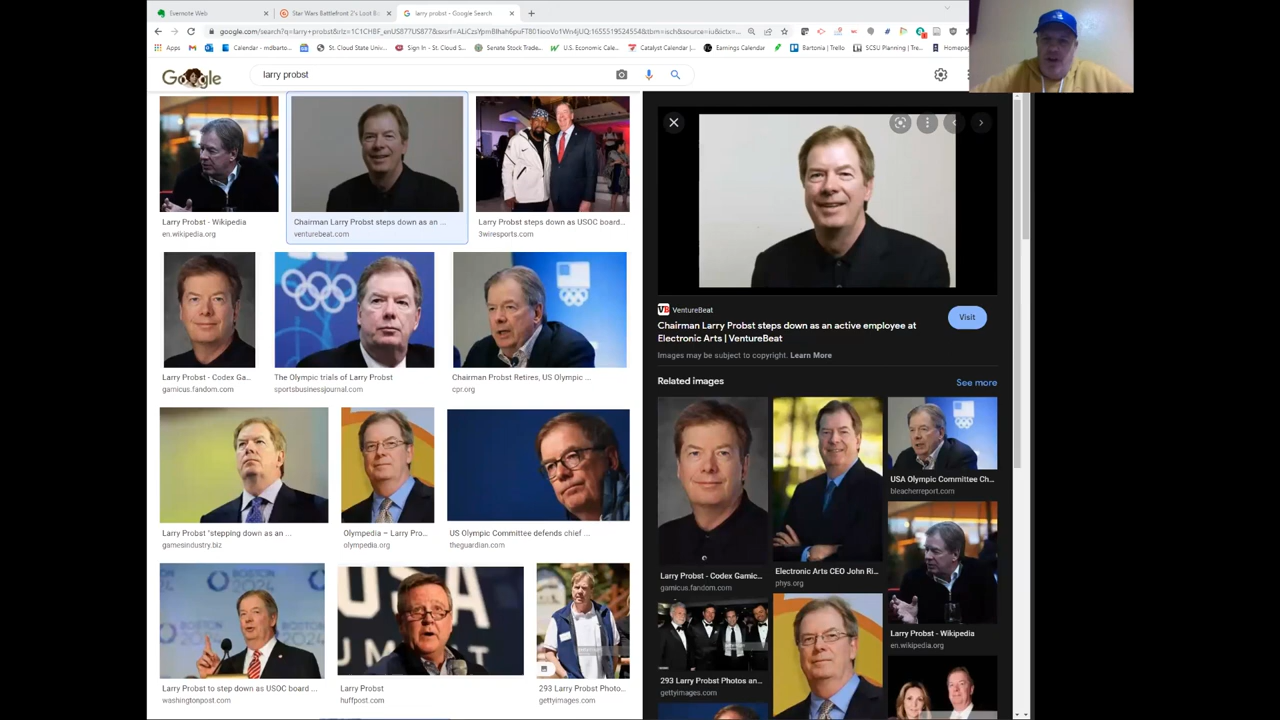 Evernote Web
Star Wars Battlefront 2's Loot B
larry probst - Google Search
Apps
Calendar - mdbarto...
St. Cloud State Univ...
Sign In - St. Cloud S...
Senate Stock Trade...
U.S. Economic Cale...
Catalyst Calendar |...
Earnings Calendar
Bartonia | Trello
SCSU Planning | Tre...
Homepag
Google
larry probst
Larry Probst - Wikipedia
en.wikipedia.org
Chairman Larry Probst steps down as an ...
venturebeat.com
Larry Probst steps down as USOC board...
3wiresports.com
Larry Probst - Codex Ga...
gamicus.fandom.com
The Olympic trials of Larry Probst
sportsbusinessjournal.com
Chairman Probst Retires, US Olympic ...
cpr.org
Larry Probst "stepping down as an ...
gamesindustry.biz
Olympedia – Larry Pro...
olympedia.org
US Olympic Committee defends chief ...
theguardian.com
BOSTON
2024
Larry Probst to step down as USOC board ...
washingtonpost.com
Larry Probst
huffpost.com
293 Larry Probst Photo...
gettyimages.com
VentureBeat
Visit
Chairman Larry Probst steps down as an active employee at
Electronic Arts | VentureBeat
Images may be subject to copyright. Learn More
Related images
See more
Larry Probst - Codex Gamic...
gamicus.fandom.com
Electronic Arts CEO John Ri...
phys.org
USA Olympic Committee Ch...
bleacherreport.com
Larry Probst - Wikipedia
en.wikipedia.org
293 Larry Probst Photos an...
gettyimages.com